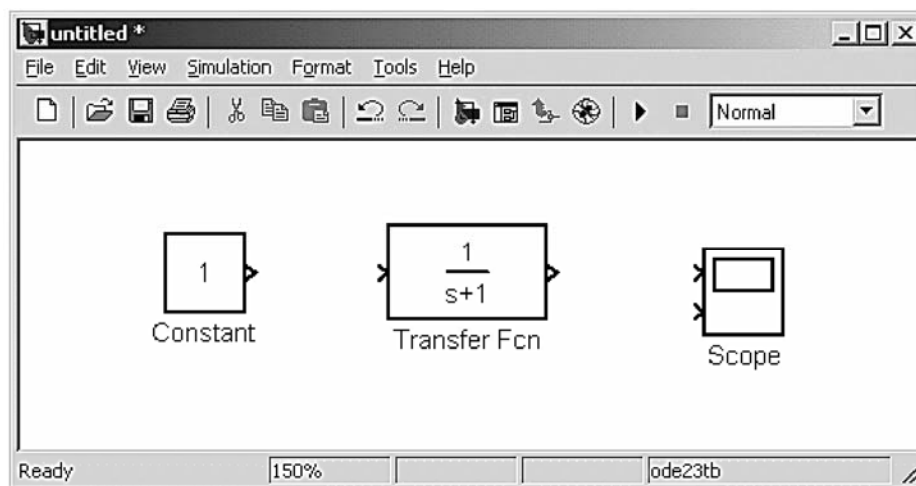 untitled *
File Edit View Simulation Format Tools Help
Normal
1
Constant
1
s+1
Transfer Fcn
Scope
Ready 150% ode23tb